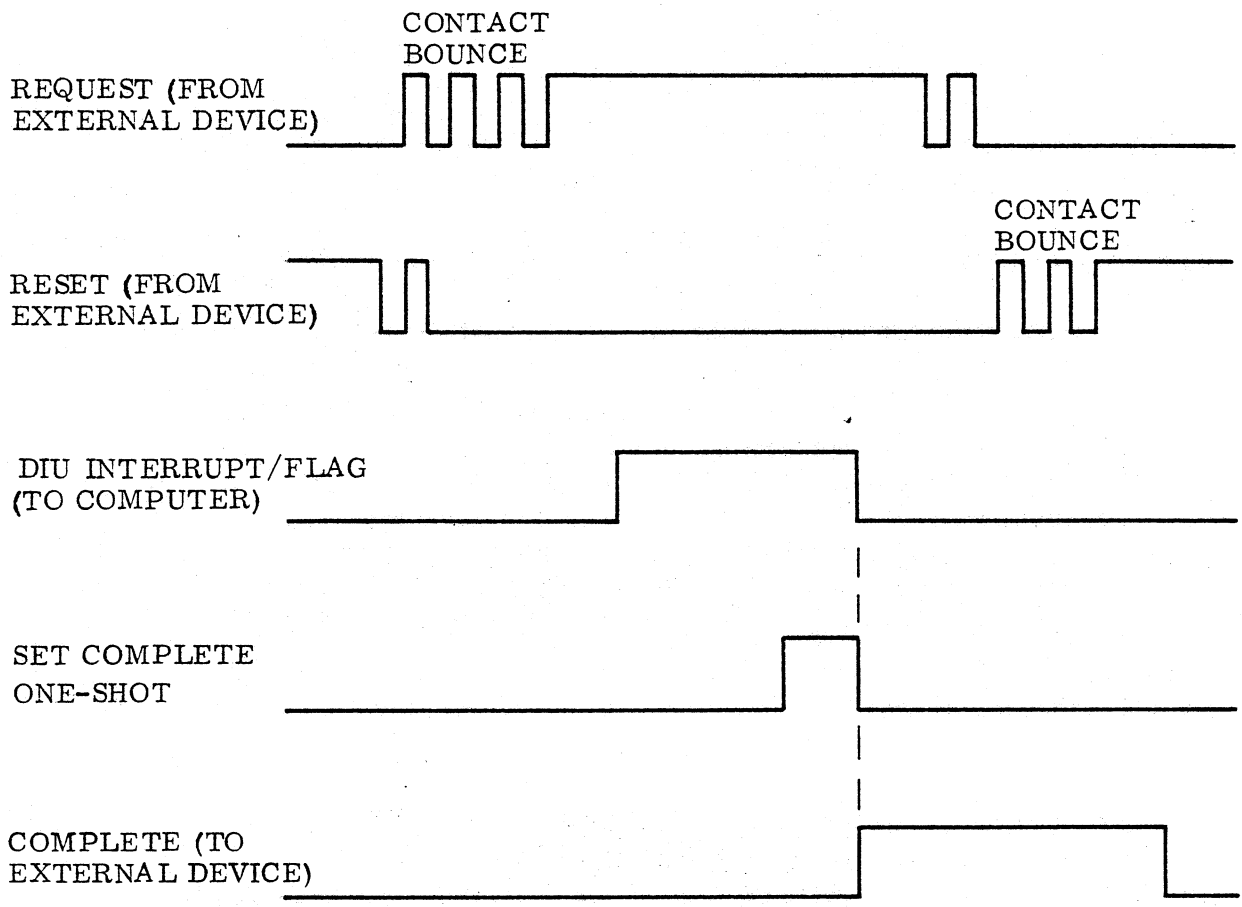 CONTACT
BOUNCE
REQUEST (FROM
EXTERNAL DEVICE)
CONTACT
BOUNCE
RESET (FROM
EXTERNAL DEVICE)
DIU INTERRUPT/FLAG
(TO COMPUTER)
SET COMPLETE
ONE-SHOT
COMPLETE (TO
EXTERNAL DEVICE)